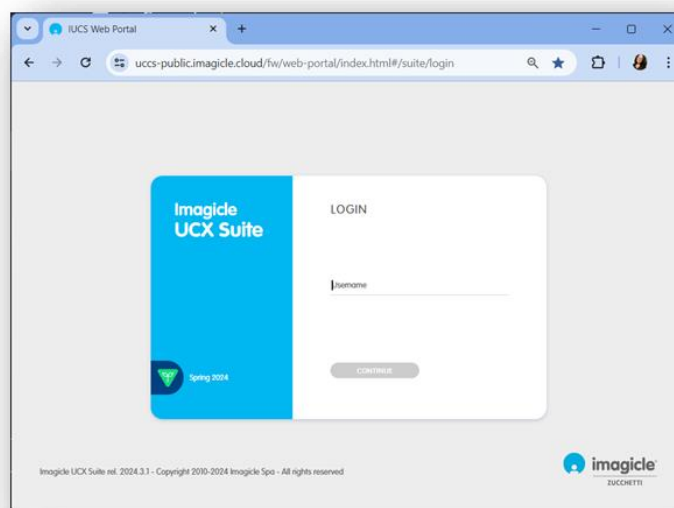 IUCS Web Portal
uccs-public.imagicle.cloud/fw/web-portal/index.html#/suite/login
Imagicle
UCX Suite
LOGIN
Username
CONTINUE
Spring 2024
Imagicle UCX Suite rel. 2024.3.1 - Copyright 2010-2024 Imagicle Spa - All rights reserved
imagicle
ZUCCHETTI